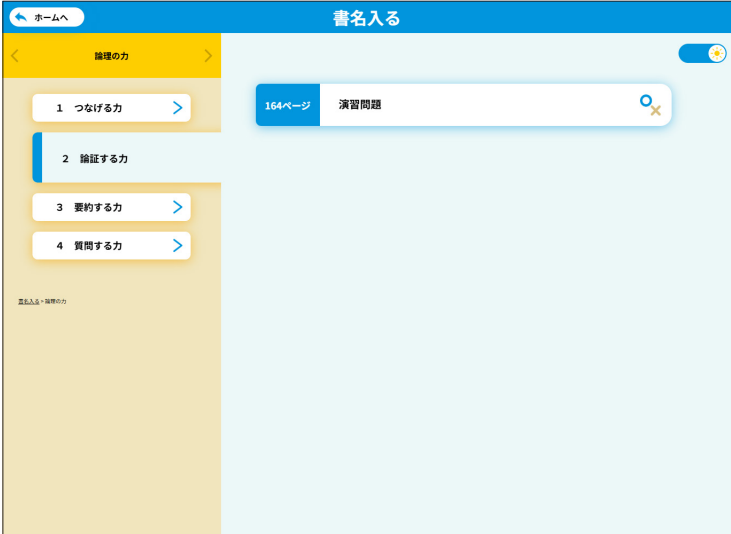 ホームへ
書名入る
論理の力
1 つなげる力
2 論証する力
3 要約する力
4 質問する力
書名入る > 論理の力
164ページ
演習問題